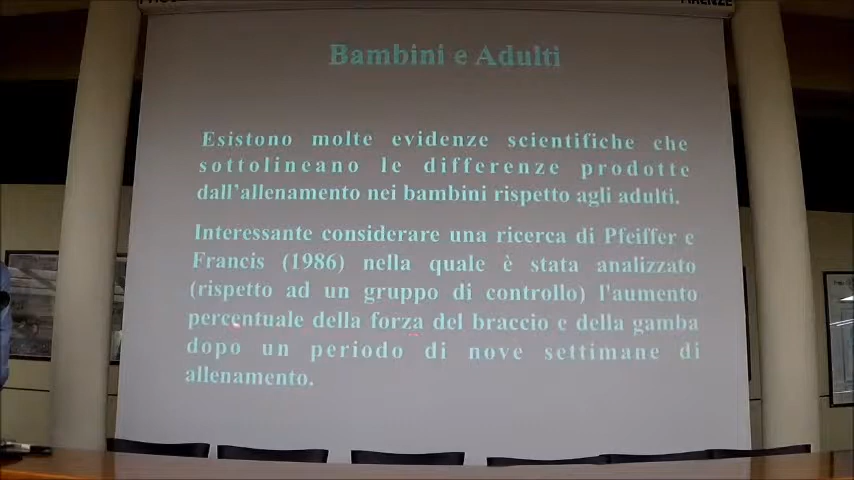 FIRENZE
Bambini e Adulti
Esistono molte evidenze scientifiche che
sottolineano le differenze prodotte
dall'allenamento nei bambini rispetto agli adulti.
Interessante considerare una ricerca di Pfeiffer e
Francis (1986) nella quale è stata analizzato
(rispetto ad un gruppo di controllo) l'aumento
percentuale della forza del braccio e della gamba
dopo un periodo di nove settimane di
allenamento.